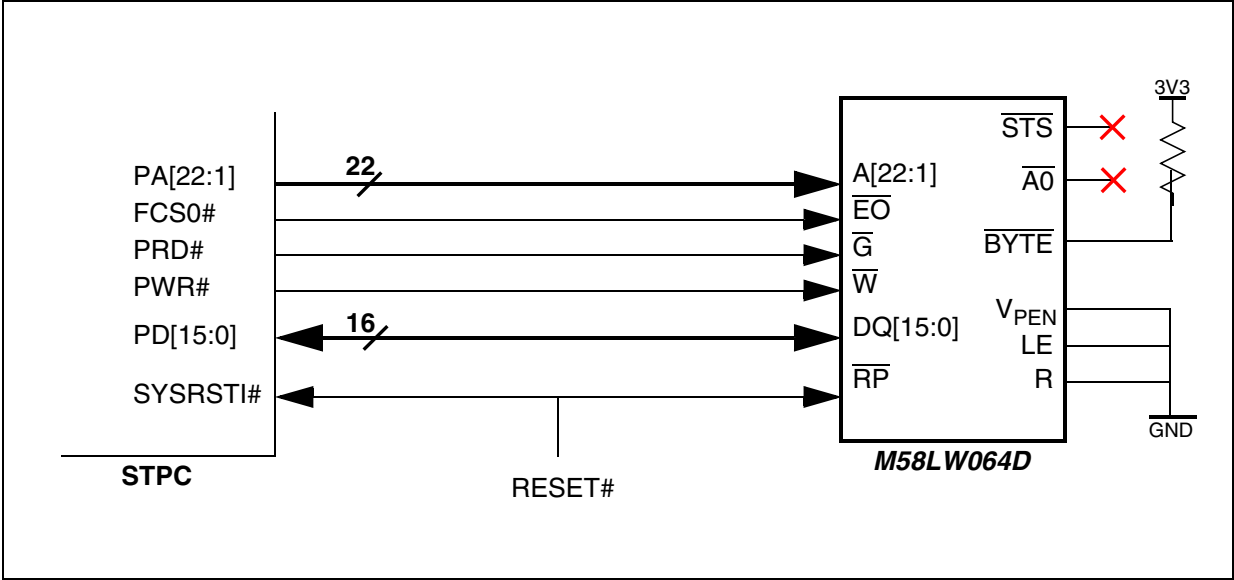 3V3
STS
PA[22:1]
22
A[22:1]
A0
FCS0#
EO
PRD#
G
BYTE
PWR#
W
PD[15:0]
16
DQ[15:0]
VPEN
LE
SYSRSTI#
RP
R
GND
STPC
M58LW064D
RESET#